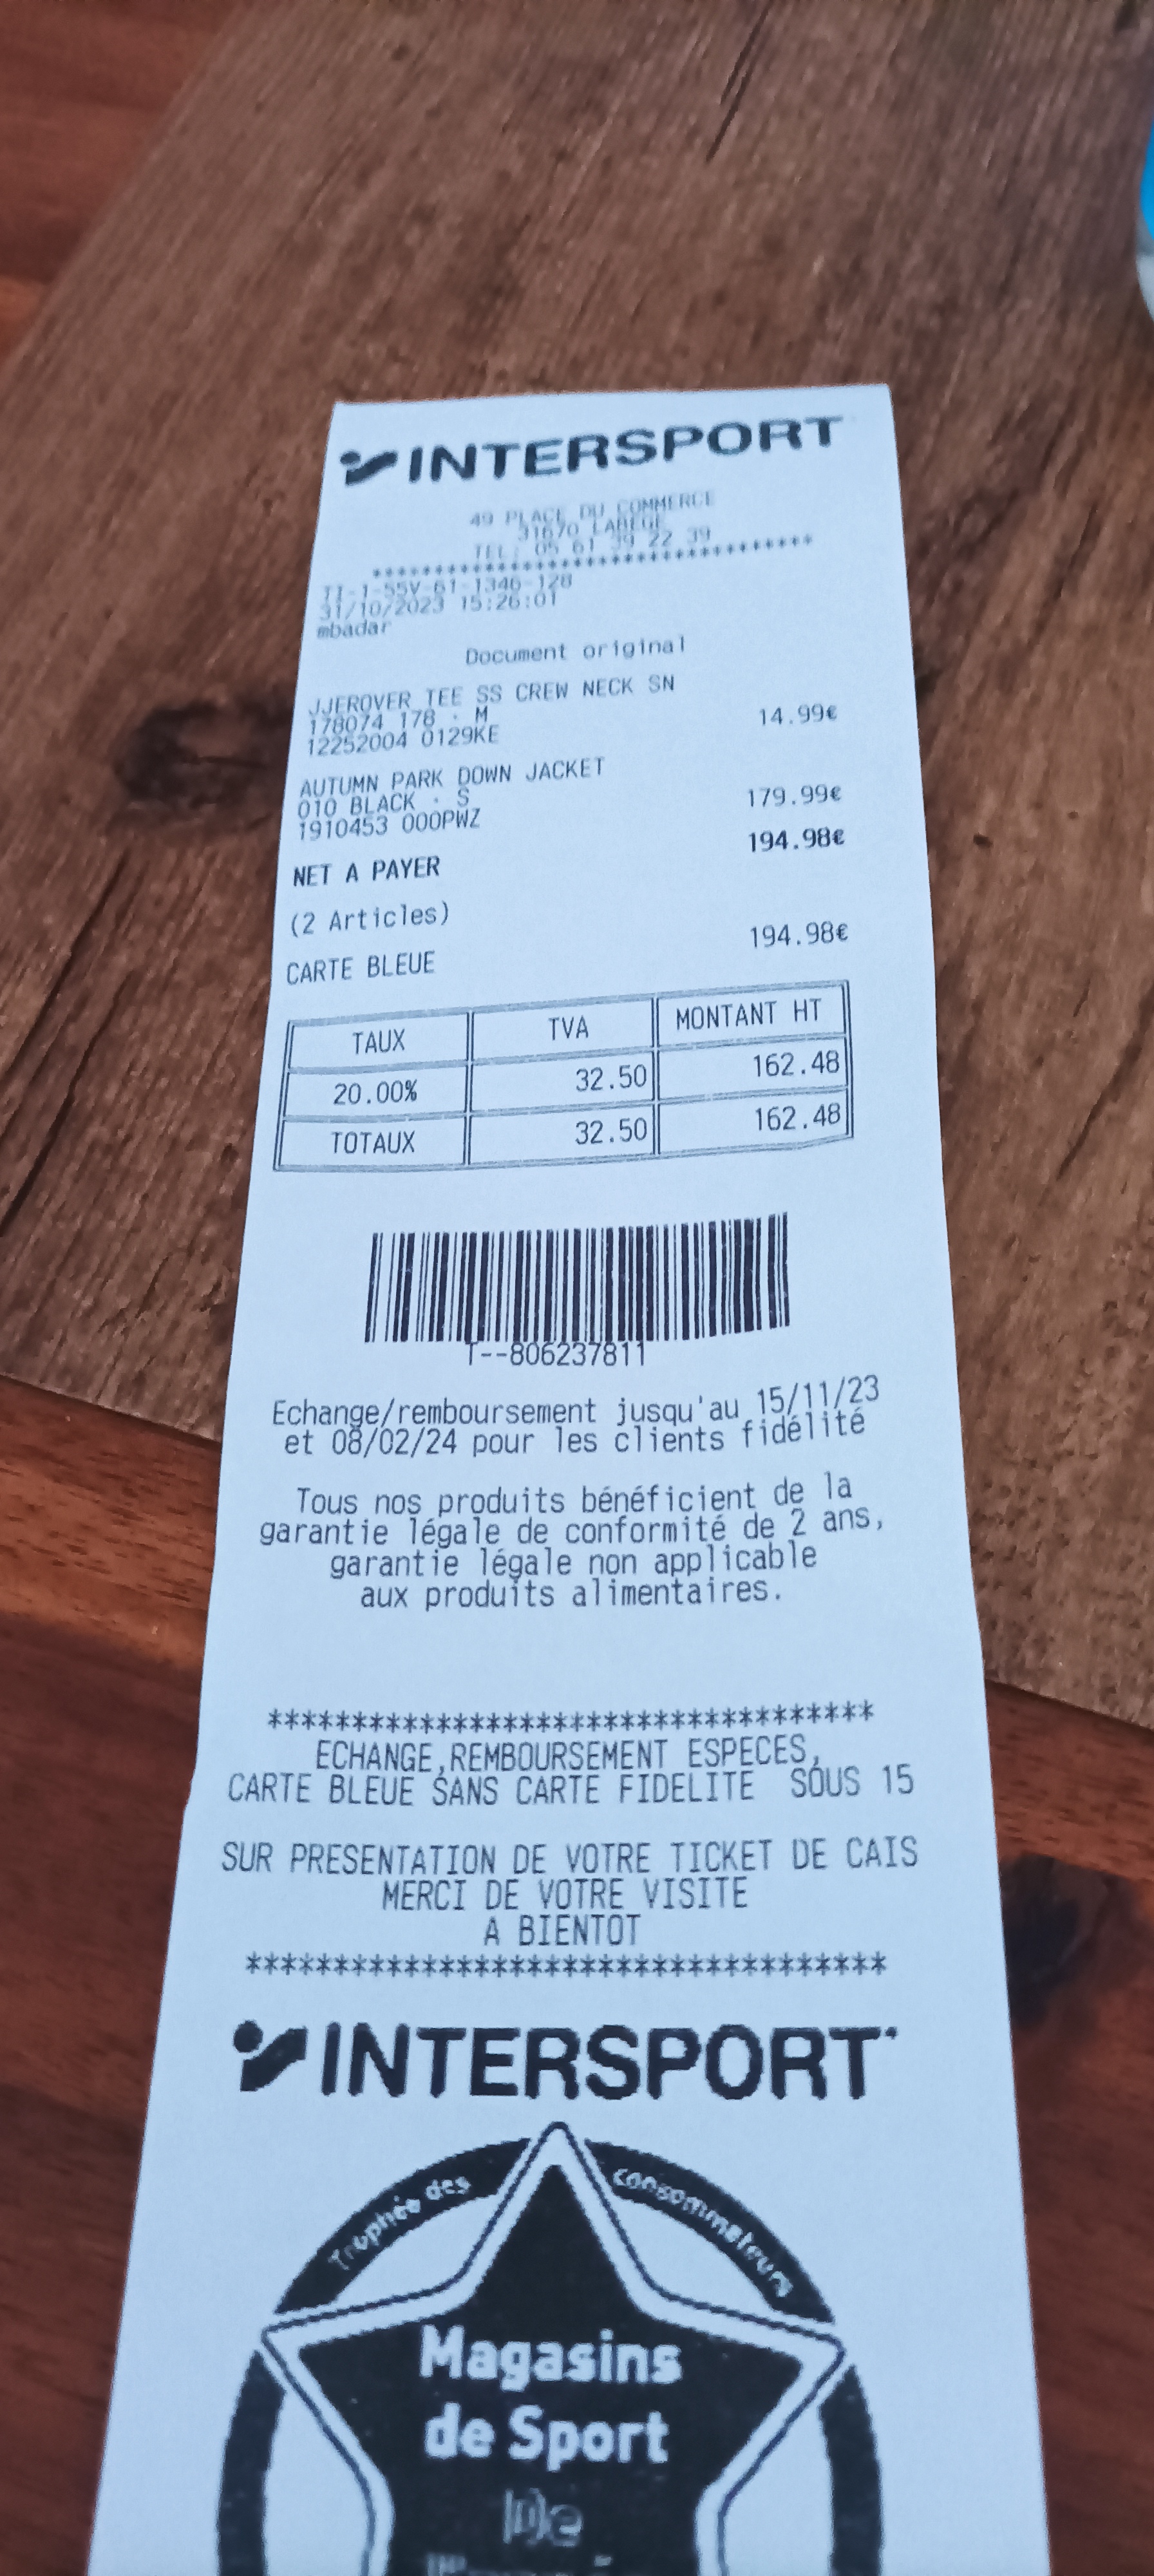 INTERSPORT
49 PLACE DU COMMERCE
31670 LABEGE
TEL: 05 61 39 22 39
************************************
TI-1-55V-61-1346-128
31/10/2023 15:26:01
mbadar
Document original
JJEROVER TEE SS CREW NECK SN
178074 178 . M 14.99€
12252004 0129KE
AUTUMN PARK DOWN JACKET
010 BLACK . S 179.99€
1910453 000PWZ
NET A PAYER 194.98€
(2 Articles)
CARTE BLEUE 194.98€
TAUX TVA MONTANT HT
20.00% 32.50 162.48
TOTAUX 32.50 162.48
T--806237811
Echange/remboursement jusqu'au 15/11/23
et 08/02/24 pour les clients fidélité
Tous nos produits bénéficient de la
garantie légale de conformité de 2 ans,
garantie légale non applicable
aux produits alimentaires.
************************************
ECHANGE,REMBOURSEMENT ESPECES,
CARTE BLEUE SANS CARTE FIDELITE SOUS 15
SUR PRESENTATION DE VOTRE TICKET DE CAIS
MERCI DE VOTRE VISITE
A BIENTOT
************************************
INTERSPORT
Trophée des consommateurs
Magasins
de Sport
De